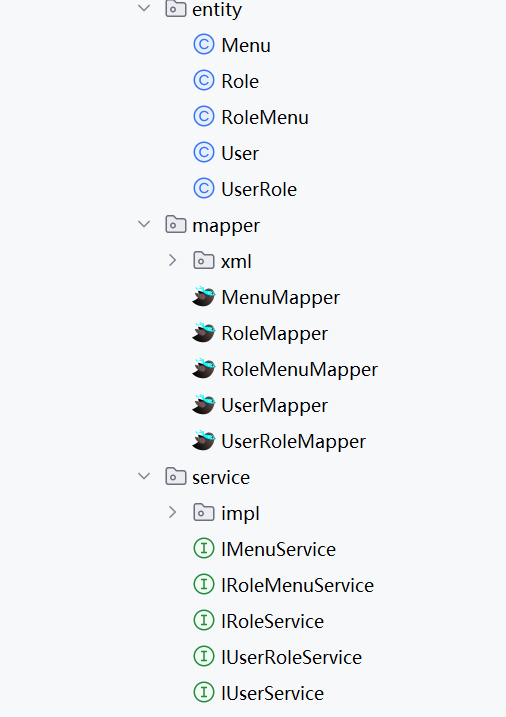 entity
Menu
Role
RoleMenu
User
UserRole
mapper
xml
MenuMapper
RoleMapper
RoleMenuMapper
UserMapper
UserRoleMapper
service
impl
IMenuService
IRoleMenuService
IRoleService
IUserRoleService
IUserService